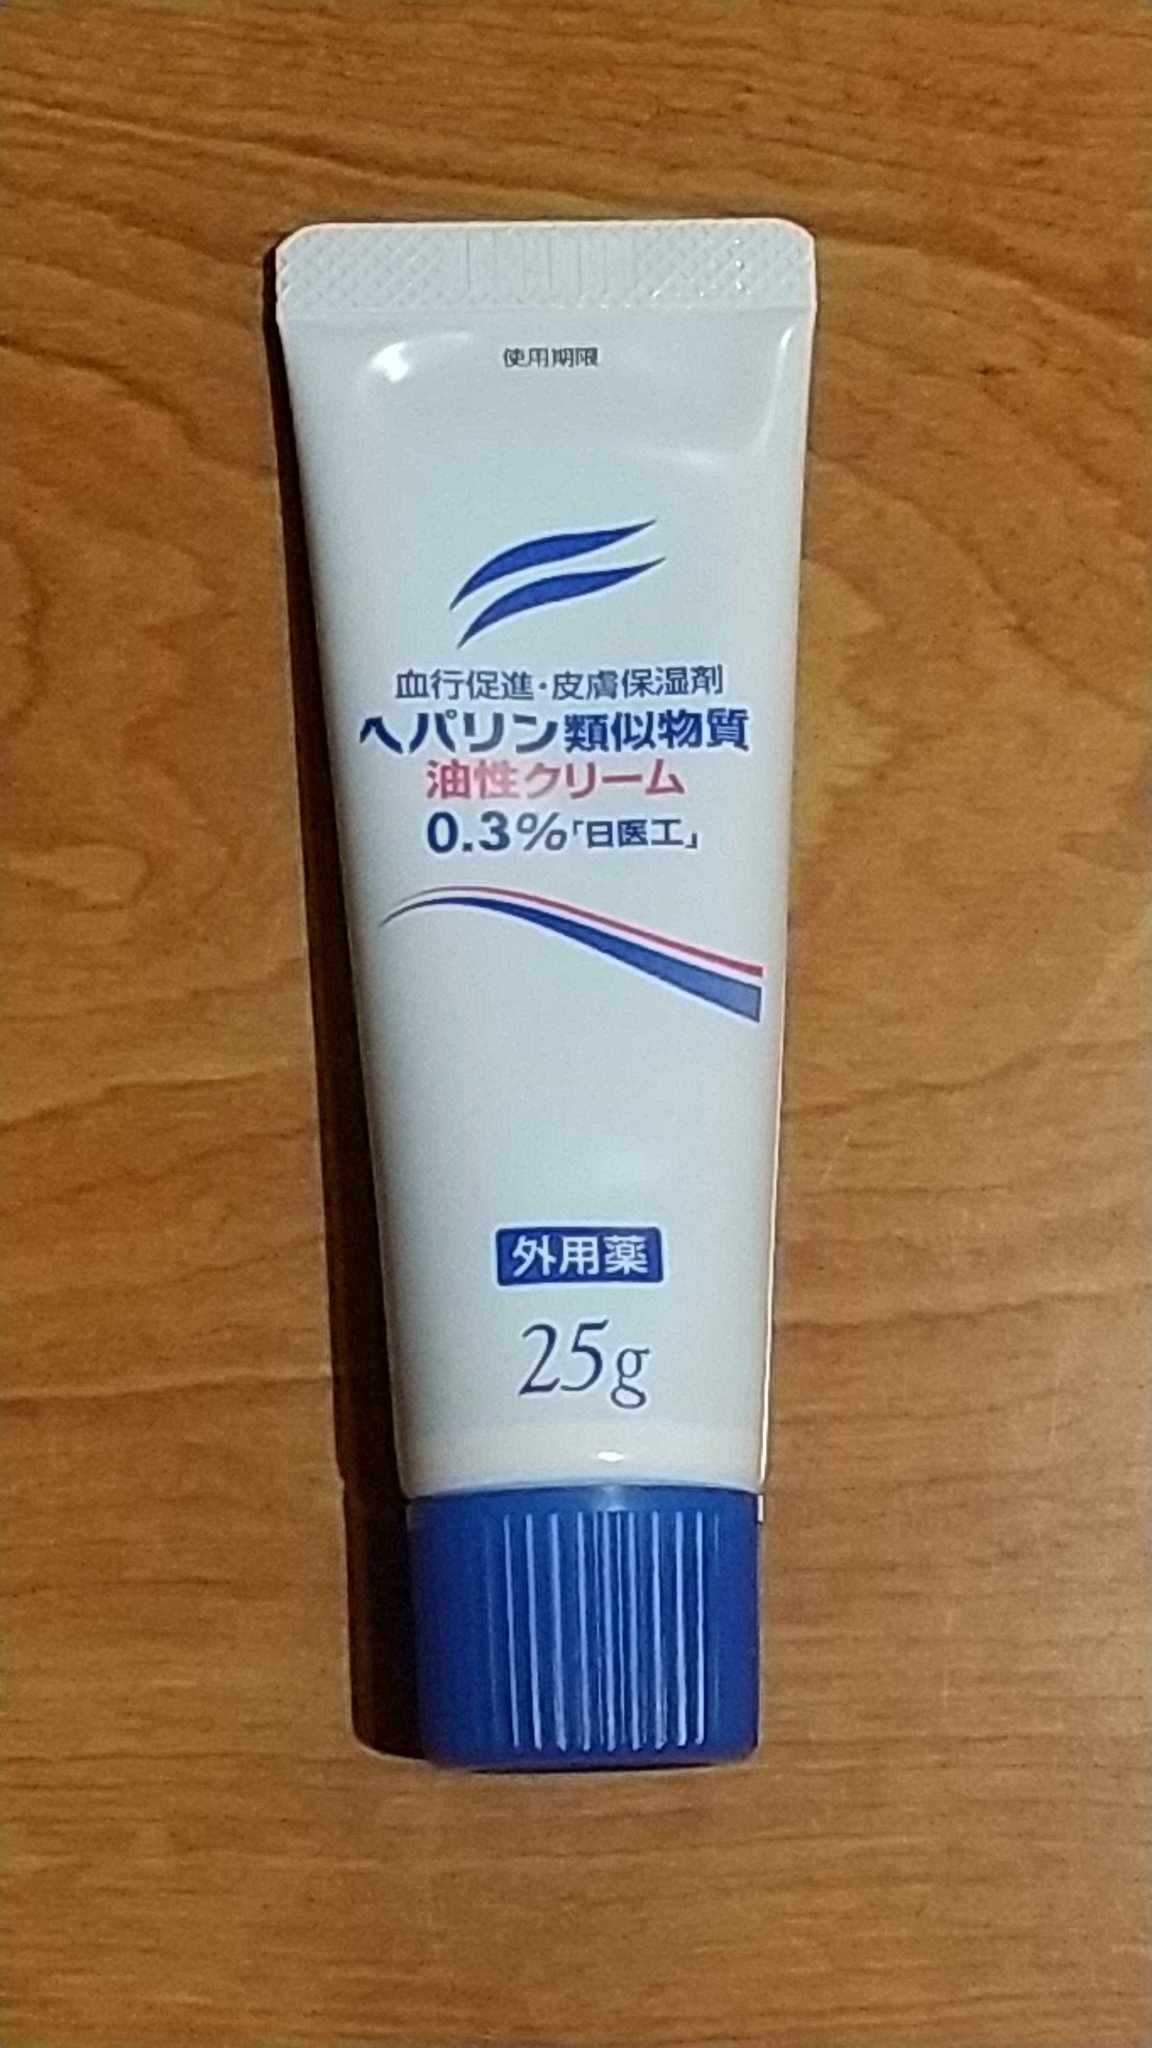 使用期限
血行促進・皮膚保湿剤
ヘパリン類似物質
油性クリーム
0.3%「日医工」
外用薬
25g